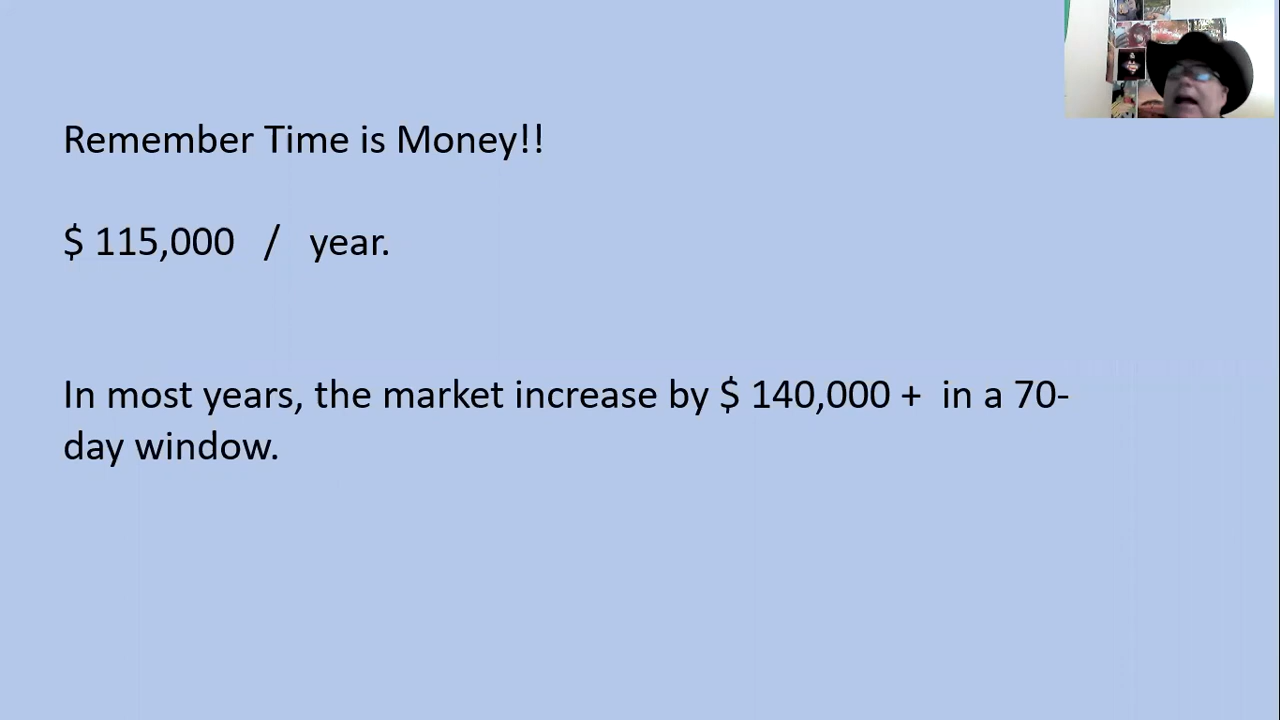 Remember Time is Money!!
$ 115,000 / year.
In most years, the market increase by $ 140,000 + in a 70-
day window.